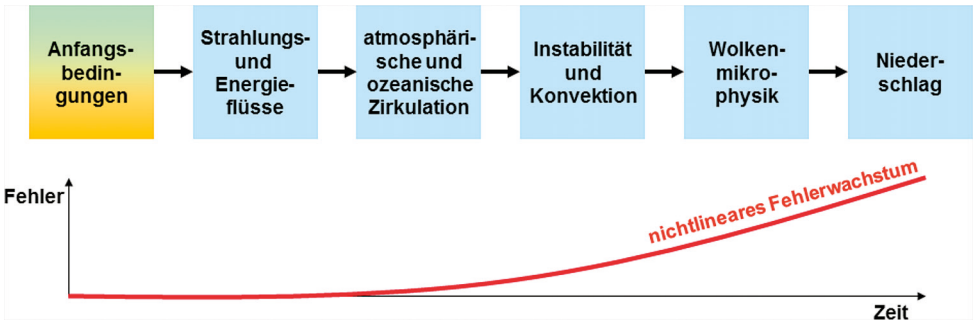 Anfangs-
bedin-
gungen
Strahlungs-
und
Energie-
flüsse
atmosphäri-
sche und
ozeanische
Zirkulation
Instabilität
und
Konvektion
Wolken-
mikro-
physik
Nieder-
schlag
Fehler
nichtlineares Fehlerwachstum
Zeit